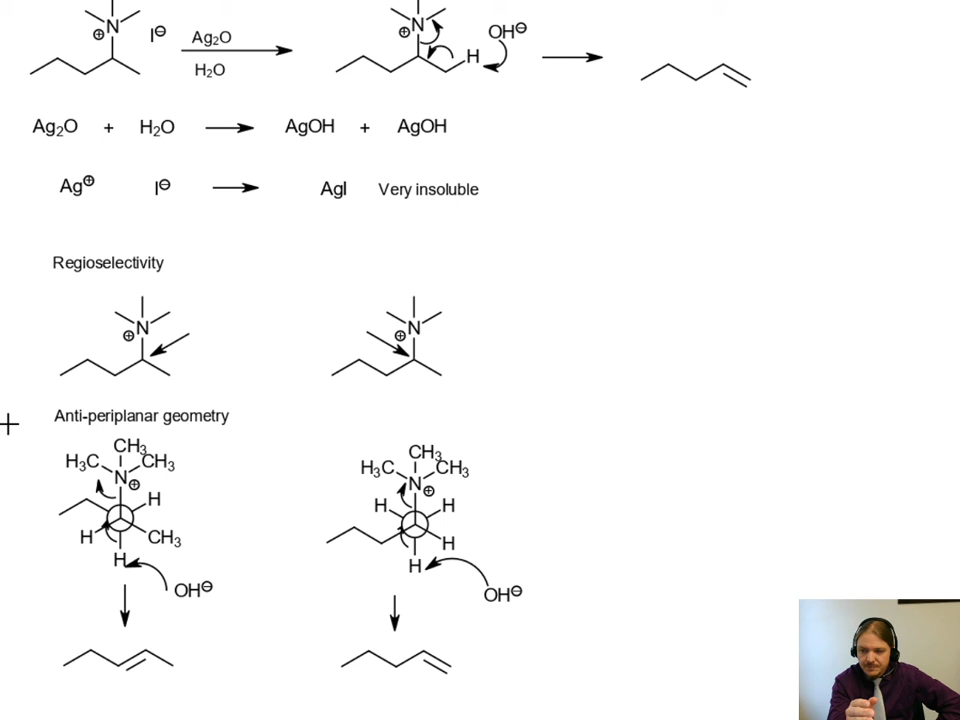 N⊕ I⊖ Ag₂O H₂O N⊕ H OH⊖
Ag₂O + H₂O AgOH + AgOH
Ag⊕ I⊖ AgI Very insoluble
Regioselectivity
N⊕ N⊕
+ Anti-periplanar geometry
CH₃ CH₃
H₃C CH₃ H₃C CH₃
N⊕ N⊕
H H H
H CH₃ H
H H
OH⊖ OH⊖